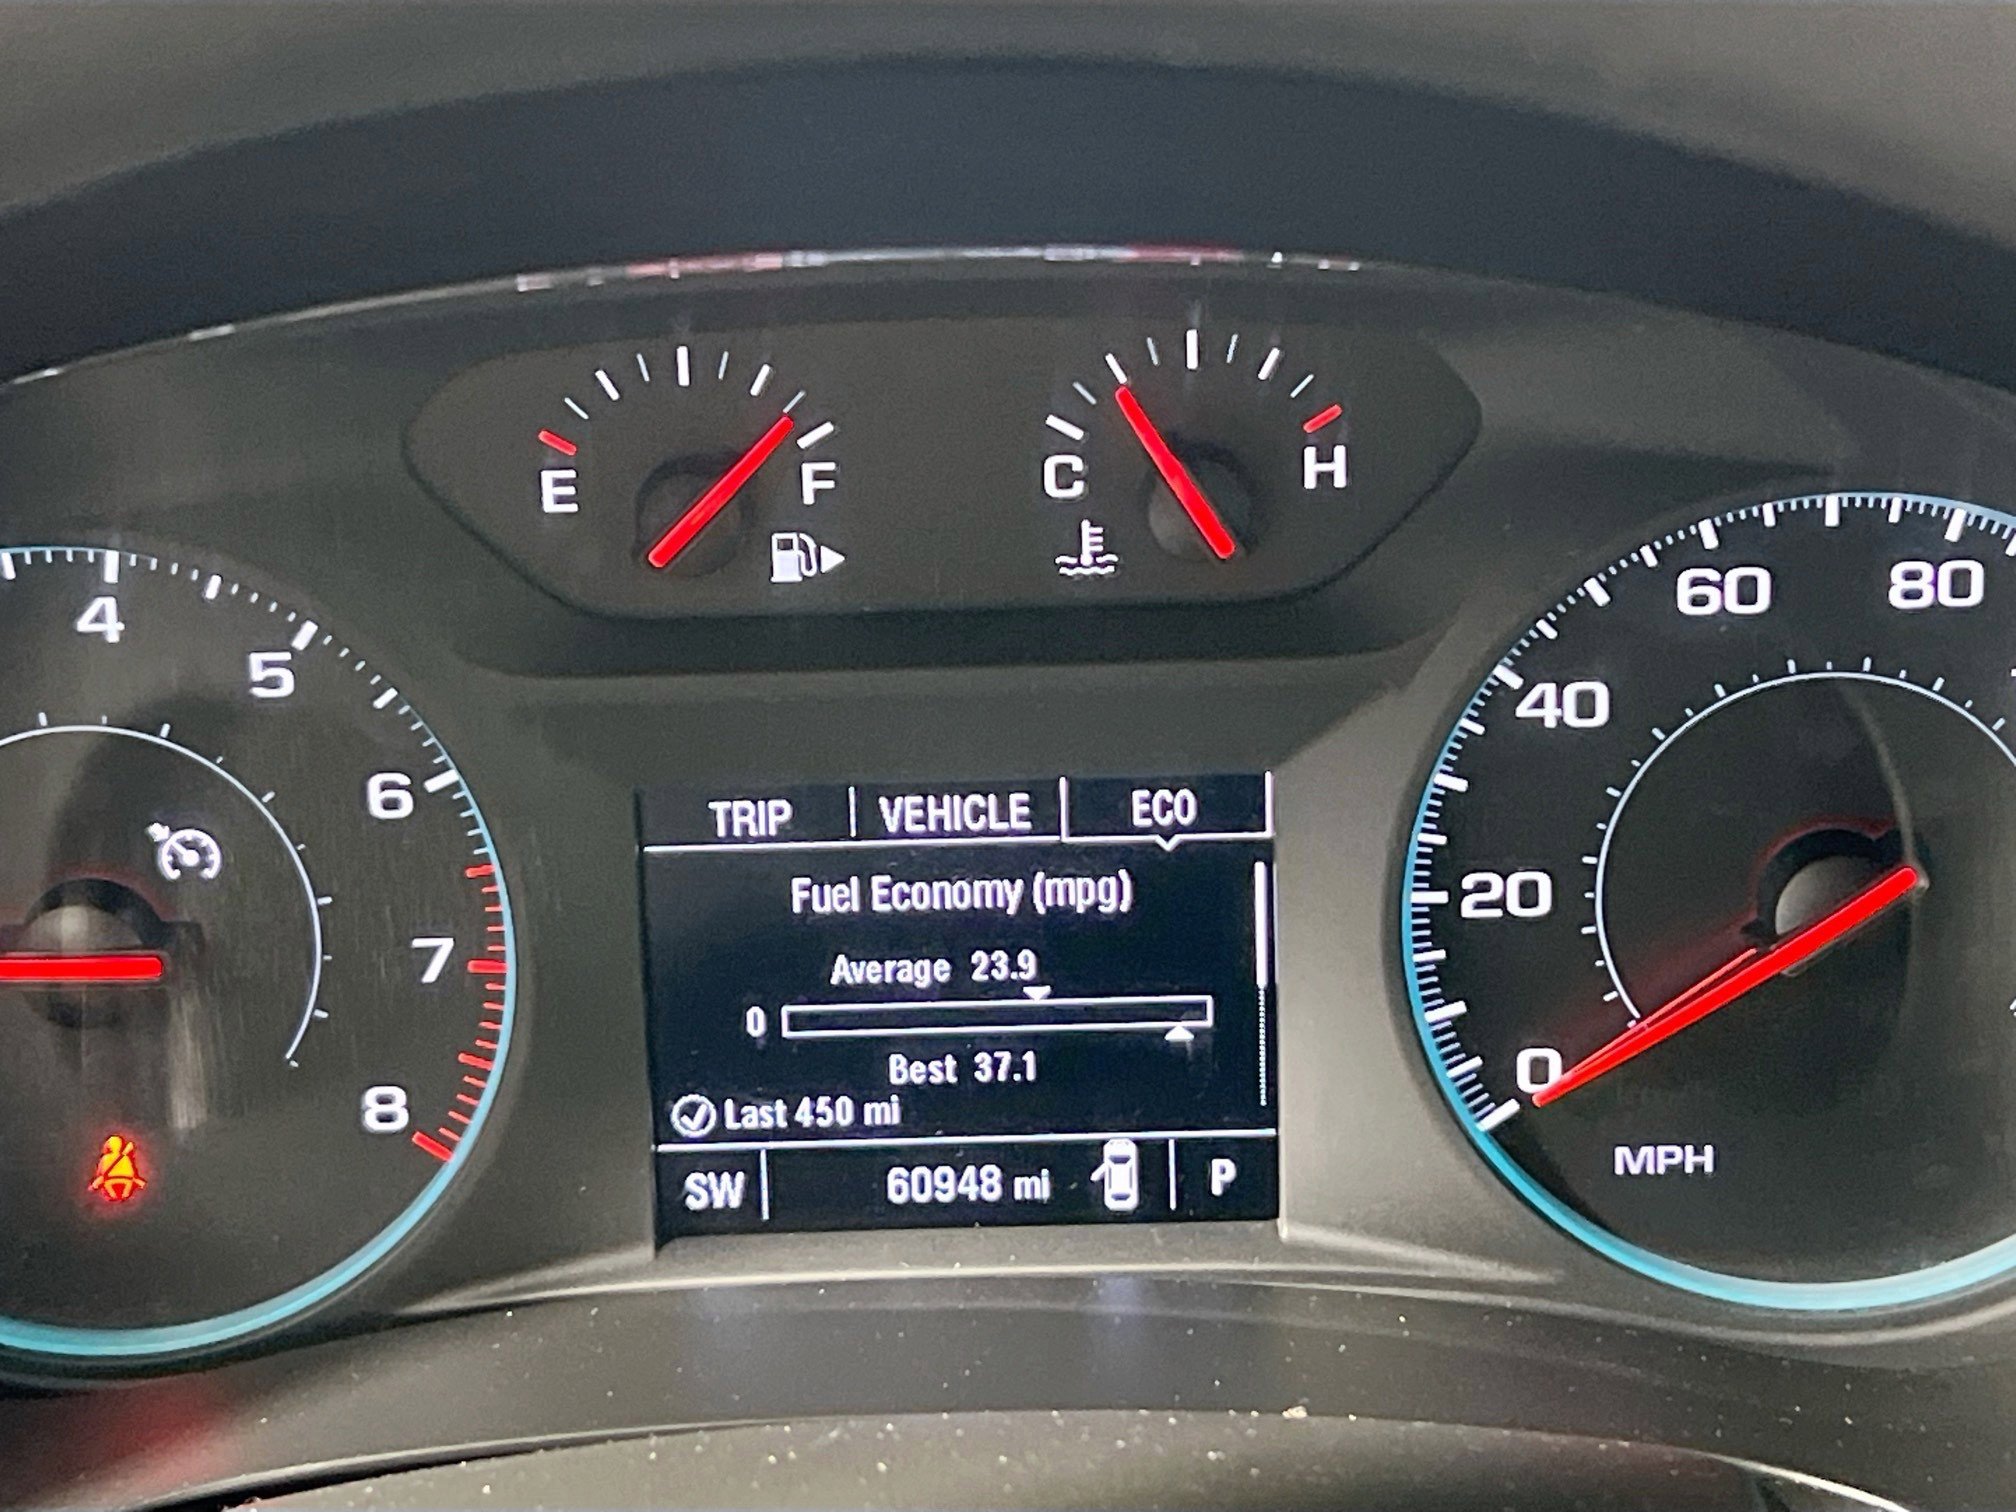 E F
C H
4
5
6
7
8
60 80
40
20
0
MPH
TRIP VEHICLE ECO
Fuel Economy (mpg)
Average 23.9
0
Best 37.1
Last 450 mi
SW 60948 mi P